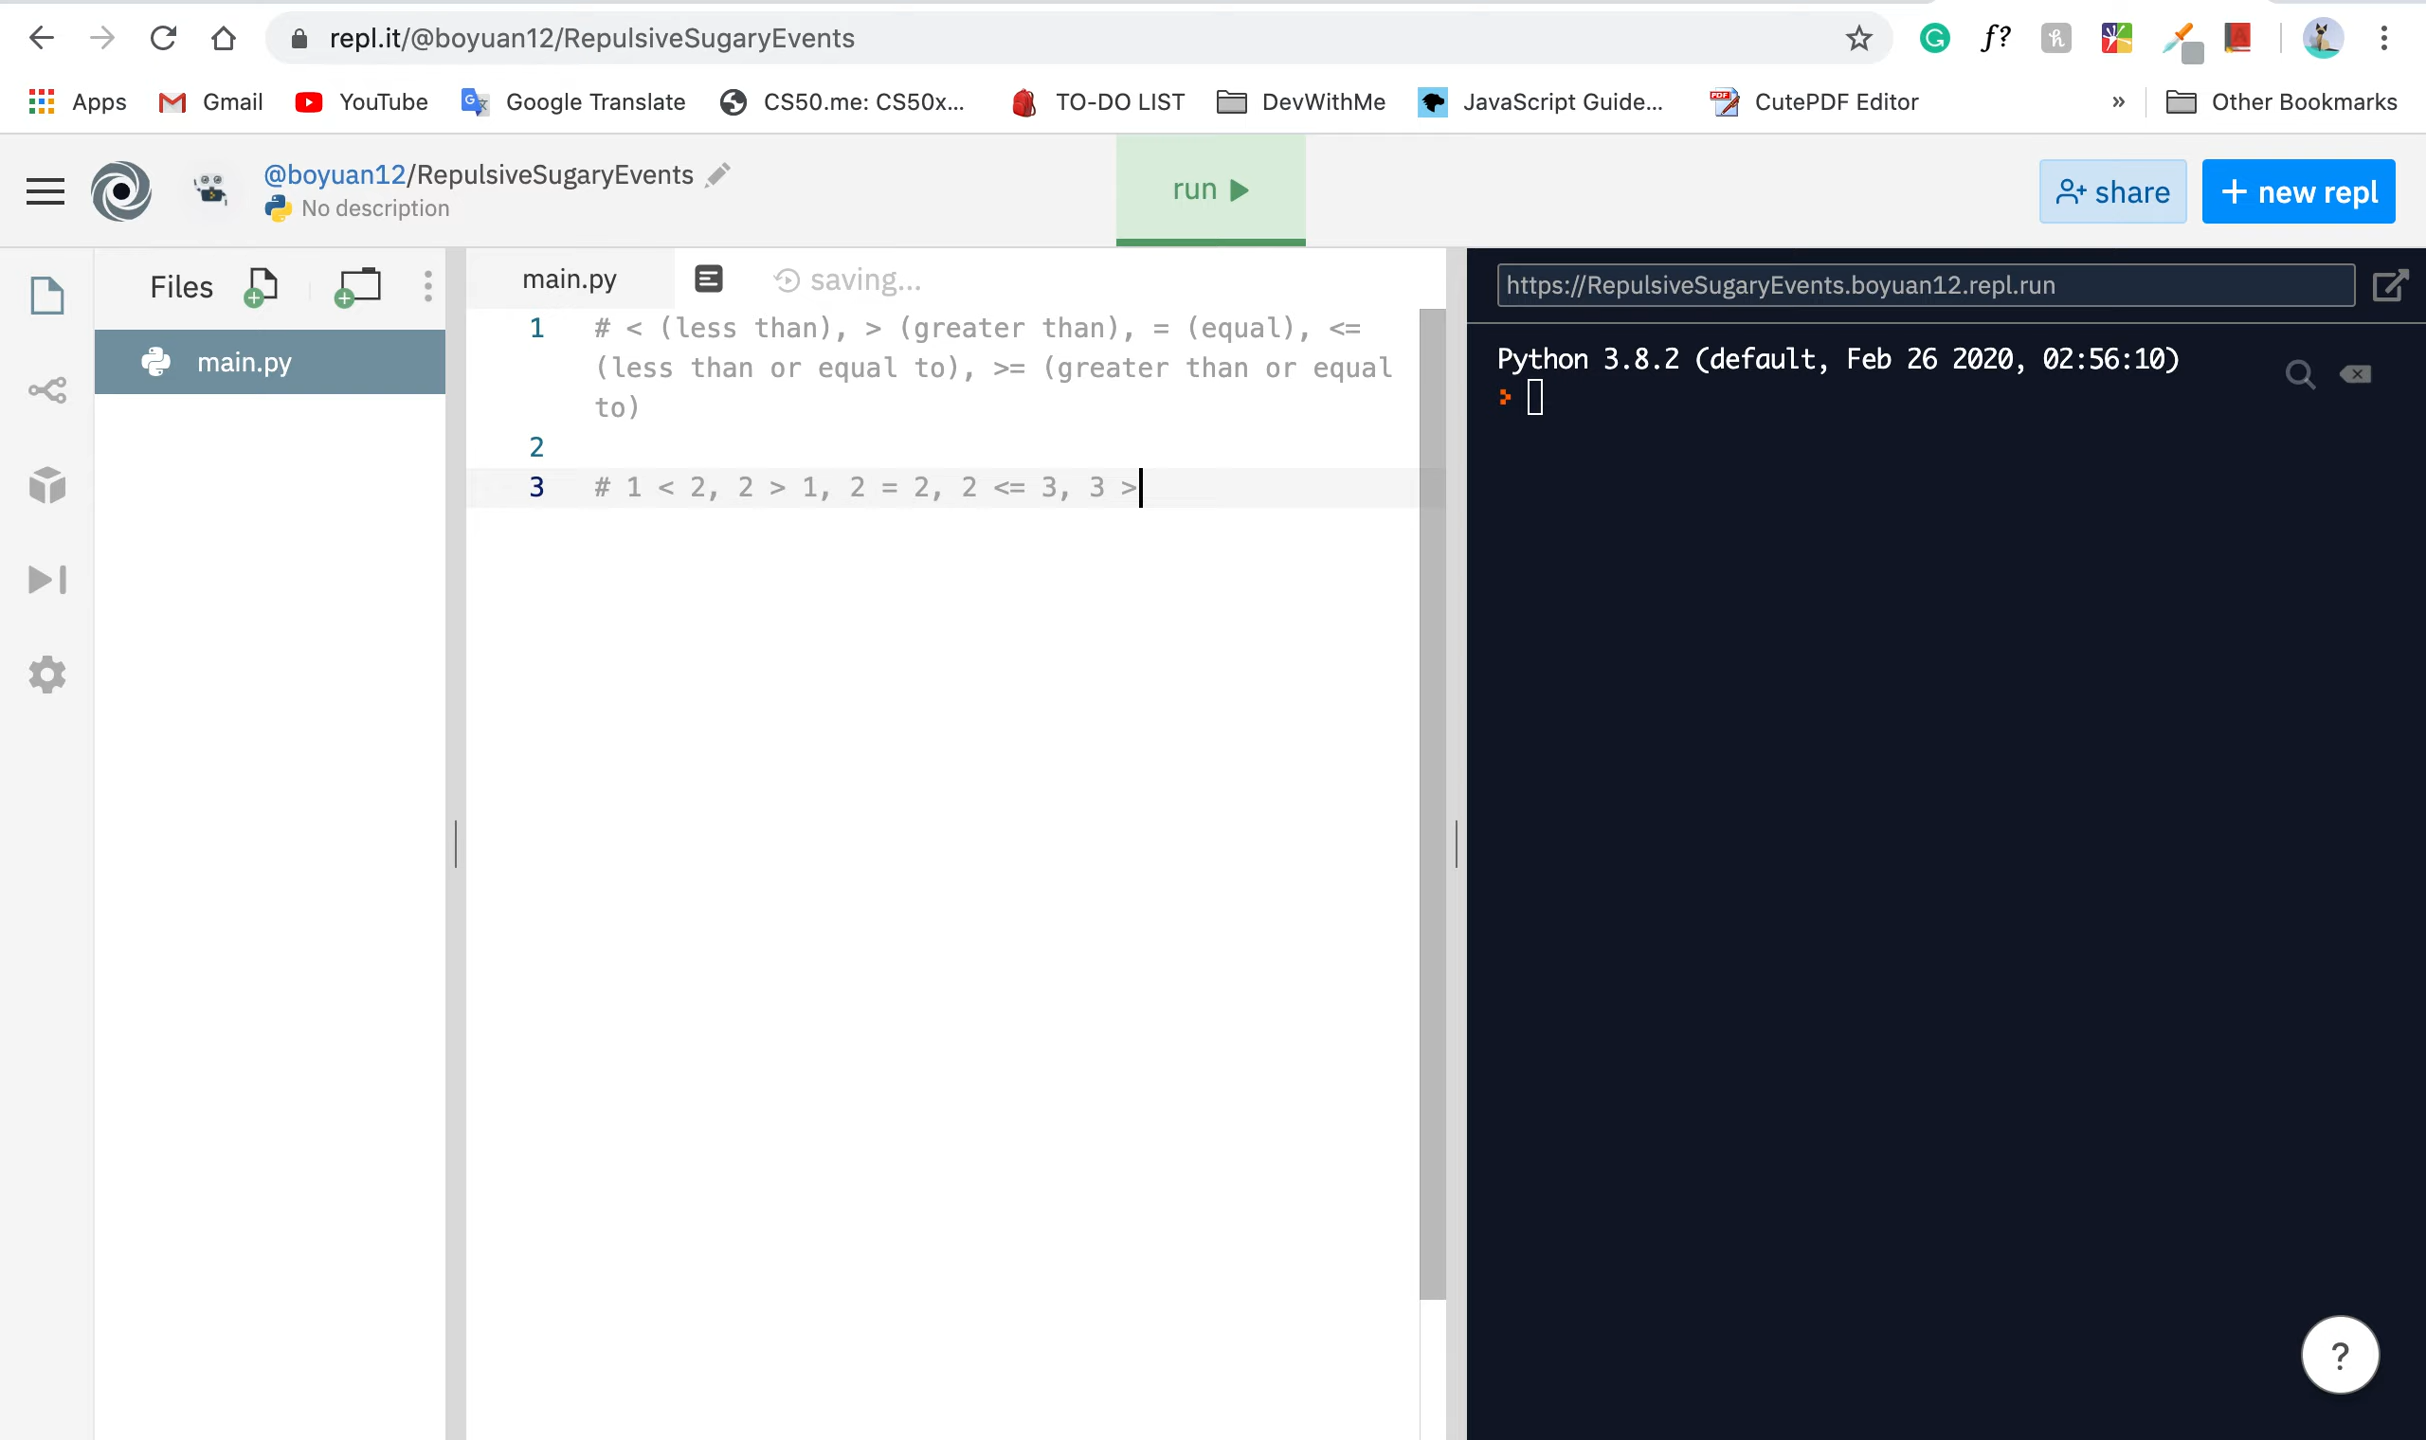 repl.it/@boyuan12/RepulsiveSugaryEvents
f?
Apps Gmail YouTube Google Translate CS50.me: CS50x... TO-DO LIST DevWithMe JavaScript Guide... CutePDF Editor » Other Bookmarks
@boyuan12/RepulsiveSugaryEvents
No description
run
share
+ new repl
Files
main.py
main.py
saving...
1 # < (less than), > (greater than), = (equal), <=
(less than or equal to), >= (greater than or equal
to)
2
3 # 1 < 2, 2 > 1, 2 = 2, 2 <= 3, 3 >
https://RepulsiveSugaryEvents.boyuan12.repl.run
Python 3.8.2 (default, Feb 26 2020, 02:56:10)
?